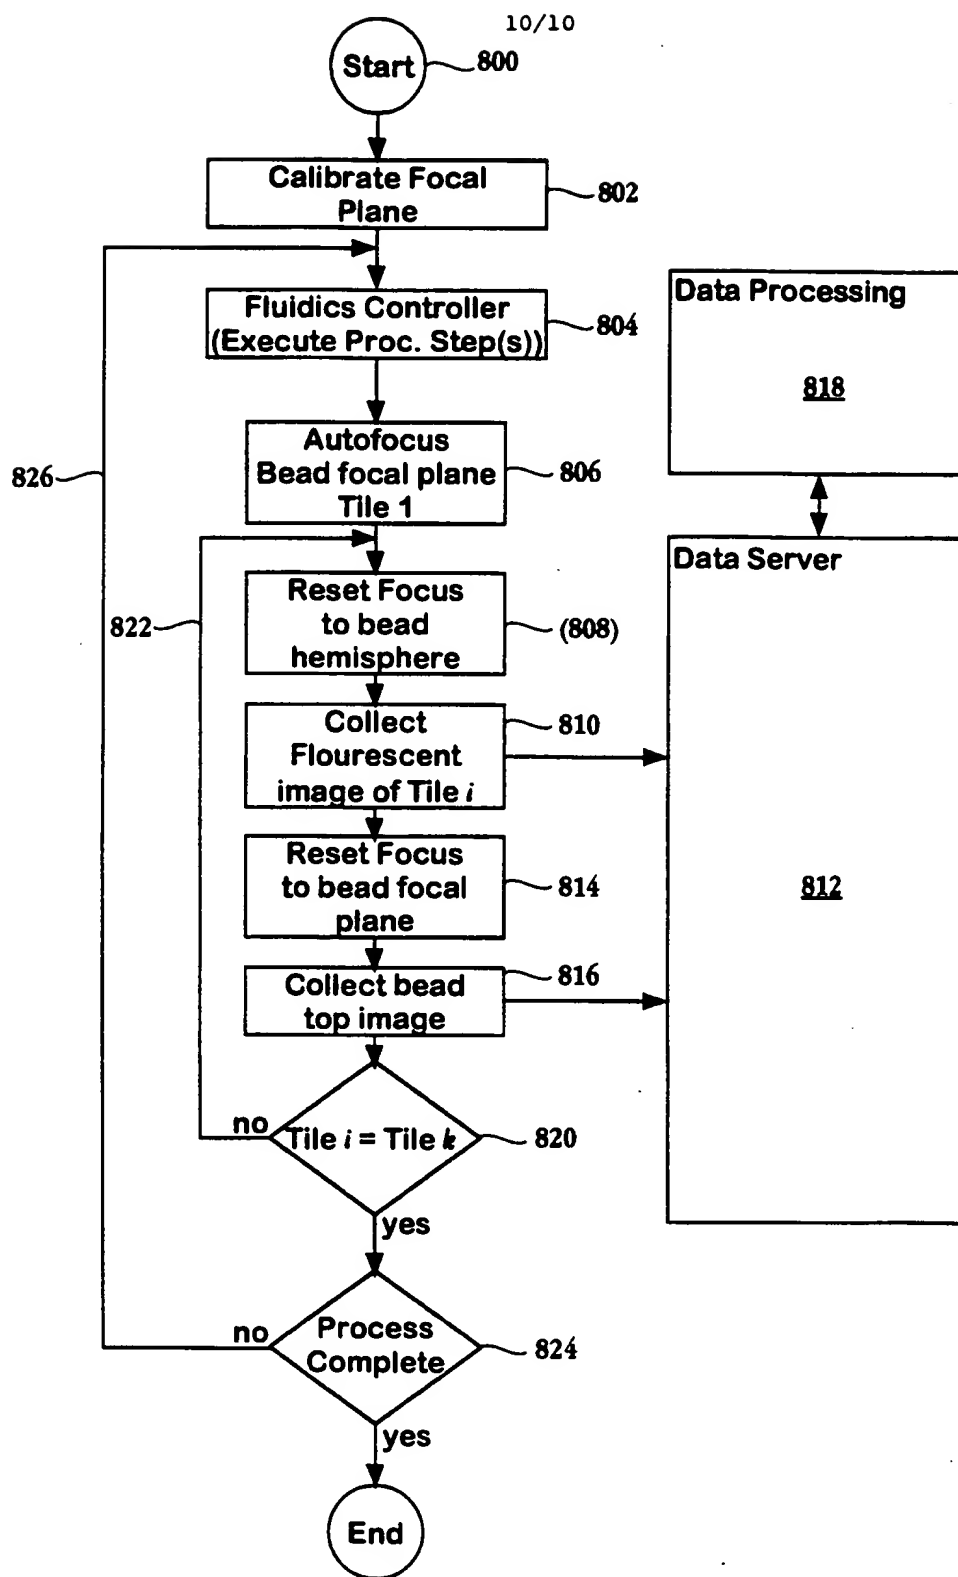 10/10
Start
800
Calibrate Focal
Plane
802
Fluidics Controller
(Execute Proc. Step(s))
804
Autofocus
Bead focal plane
Tile 1
806
826
Reset Focus
to bead
hemisphere
(808)
822
Collect
Flourescent
image of Tile i
810
Reset Focus
to bead focal
plane
814
Collect bead
top image
816
Tile i = Tile k
820
no
yes
Process
Complete
824
no
yes
End
Data Processing
818
Data Server
812